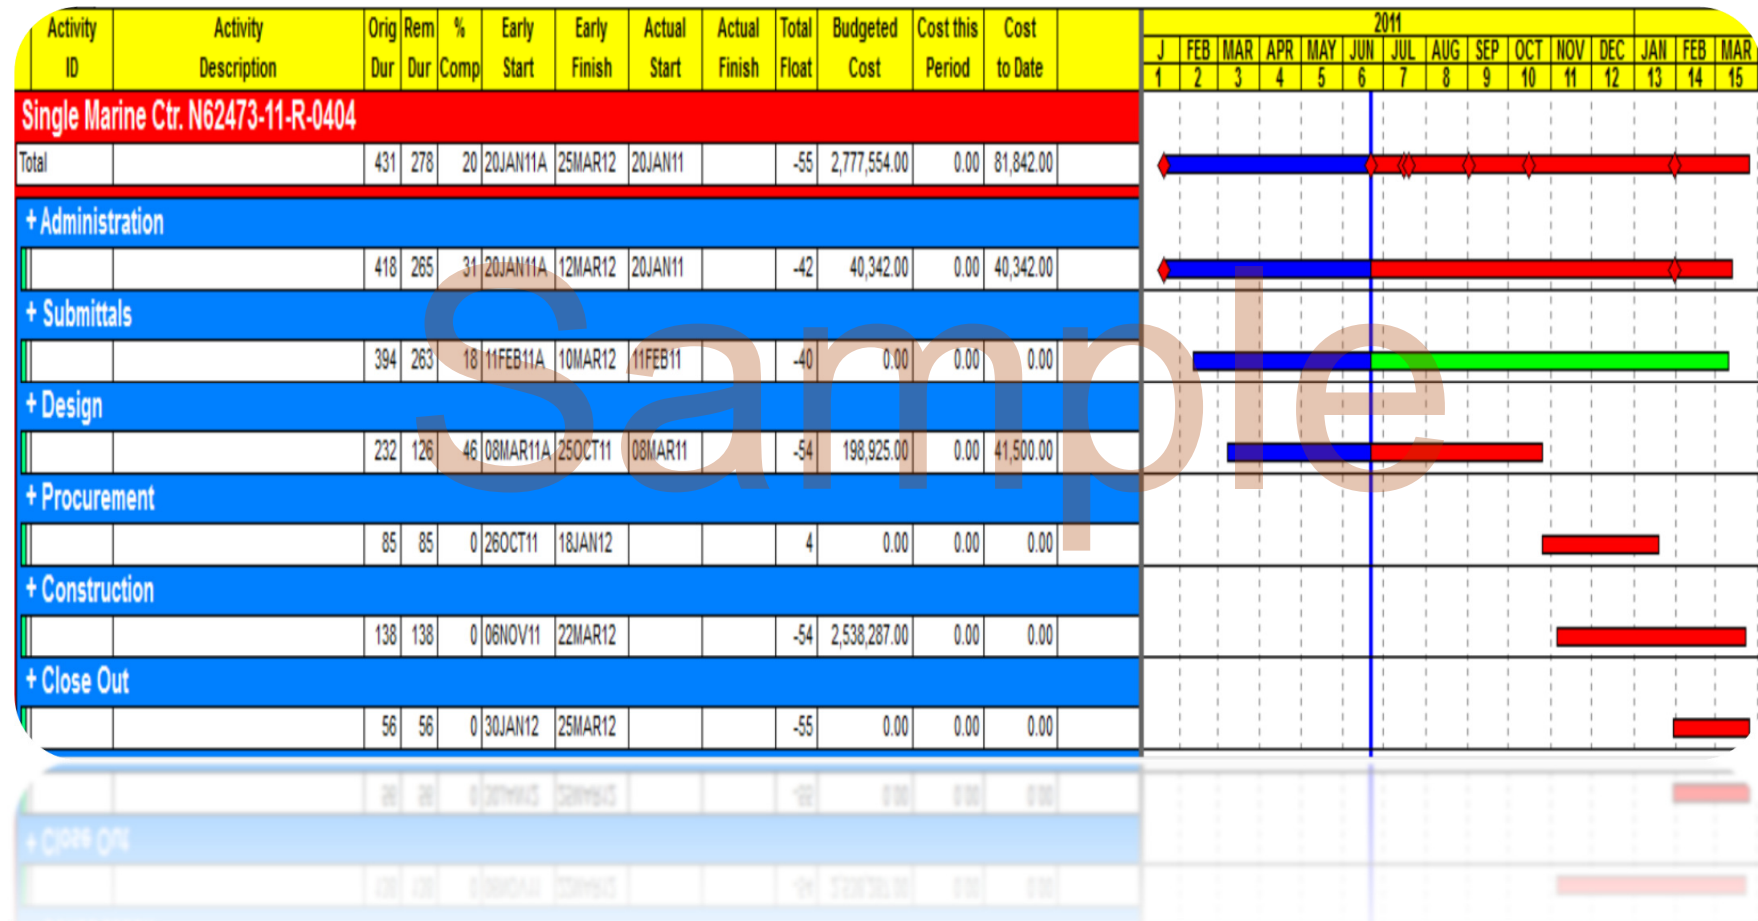 Activity Activity Orig Rem % Early Early Actual Actual Total Budgeted Cost this Cost 2011
ID Description Dur Dur Comp Start Finish Start Finish Float Cost Period to Date J FEB MAR APR MAY JUN JUL AUG SEP OCT NOV DEC JAN FEB MAR
1 2 3 4 5 6 7 8 9 10 11 12 13 14 15
Single Marine Ctr. N62473-11-R-0404
Total 431 278 20 20JAN11A 25MAR12 20JAN11 -55 2,777,554.00 0.00 81,842.00
+ Administration
418 265 31 20JAN11A 12MAR12 20JAN11 -42 40,342.00 0.00 40,342.00
+ Submittals
394 263 18 11FEB11A 10MAR12 11FEB11 -40 0.00 0.00 0.00
+ Design
232 126 46 08MAR11A 25OCT11 08MAR11 -54 198,925.00 0.00 41,500.00
+ Procurement
85 85 0 26OCT11 18JAN12 4 0.00 0.00 0.00
+ Construction
138 138 0 06NOV11 22MAR12 -54 2,538,287.00 0.00 0.00
+ Close Out
56 56 0 30JAN12 25MAR12 -55 0.00 0.00 0.00
Sample